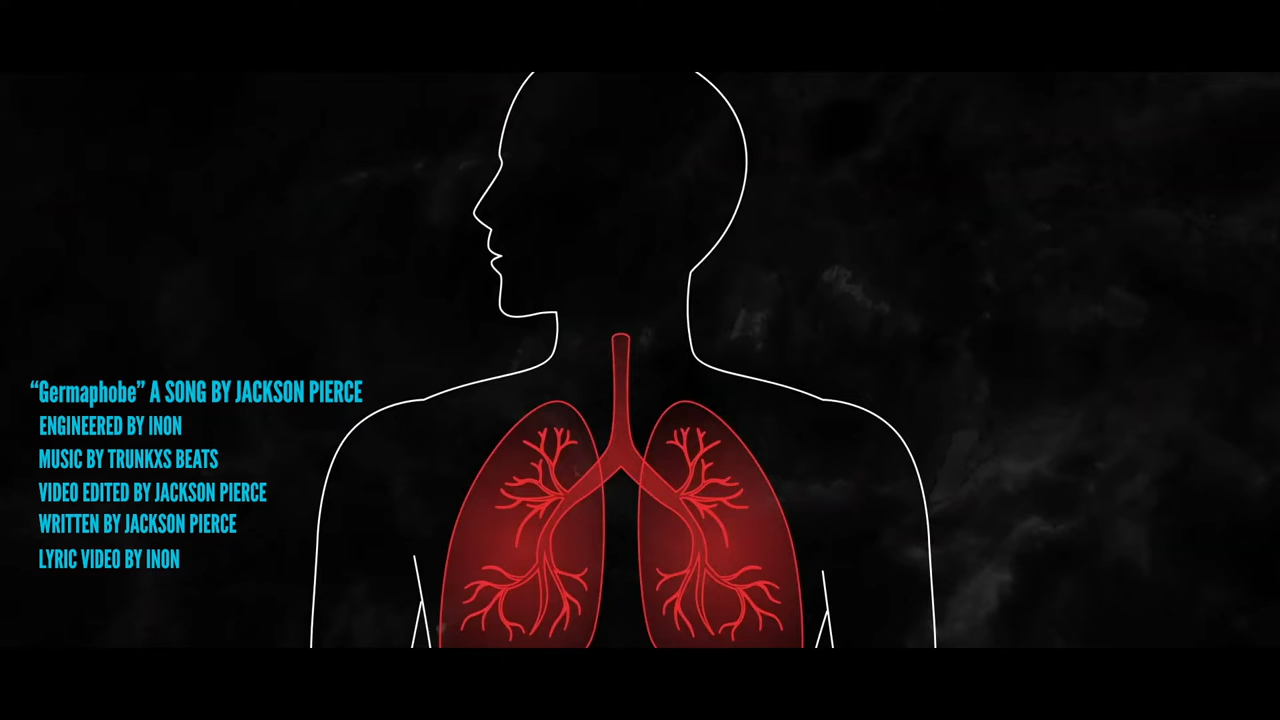 “Germaphobe” A SONG BY JACKSON PIERCE
ENGINEERED BY INON
MUSIC BY TRUNKXS BEATS
VIDEO EDITED BY JACKSON PIERCE
WRITTEN BY JACKSON PIERCE
LYRIC VIDEO BY INON